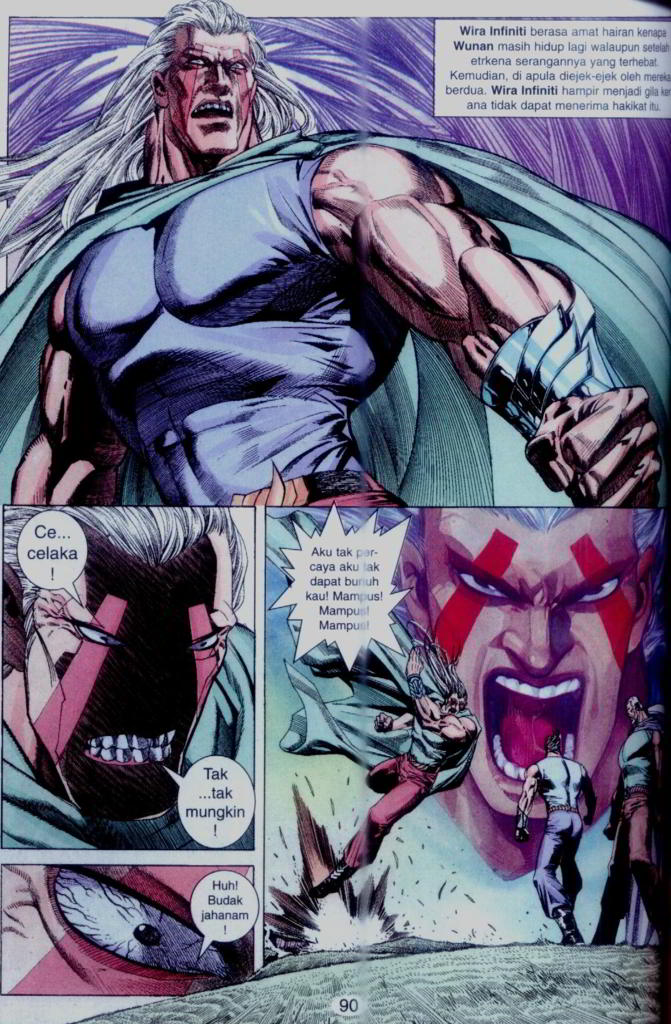 Wira Infiniti berasa amat hairan kenapa
Wunan masih hidup lagi walaupun setelah
etrkena serangannya yang terhebat.
Kemudian, di apula diejek-ejek oleh mereka
berdua. Wira Infiniti hampir menjadi gila ker
ana tidak dapat menerima hakikat itu.
Ce...
celaka
!
Tak
...tak
mungkin
!
Huh!
Budak
jahanam
!
Aku tak per-
caya aku tak
dapat bunuh
kau! Mampus!
Mampus!
Mampus!
90